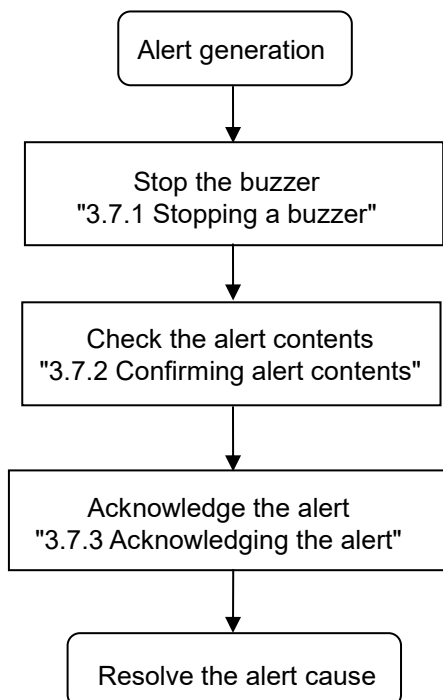 Alert generation
Stop the buzzer
"3.7.1 Stopping a buzzer"
Check the alert contents
"3.7.2 Confirming alert contents"
Acknowledge the alert
"3.7.3 Acknowledging the alert"
Resolve the alert cause